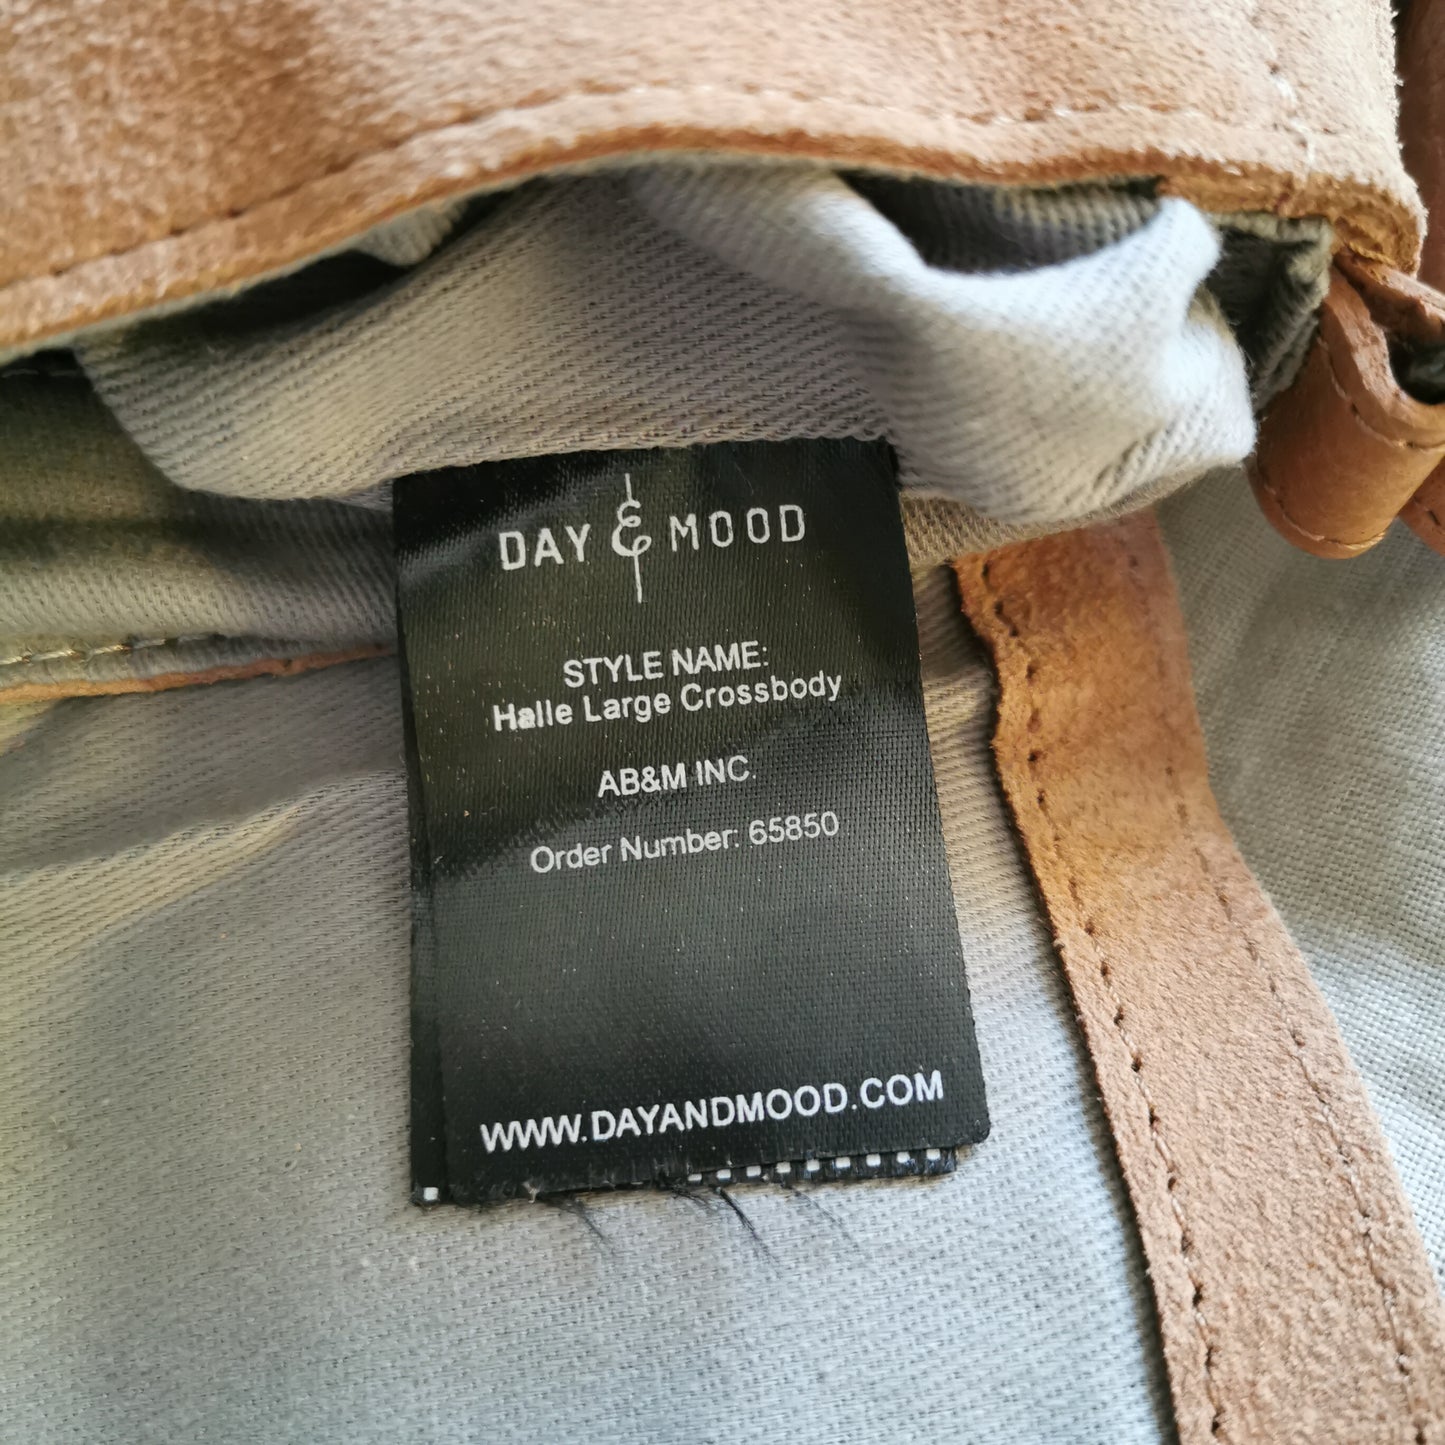 DAY & MOOD
STYLE NAME:
Halle Large Crossbody
AB&M INC.
Order Number: 65850
WWW.DAYANDMOOD.COM